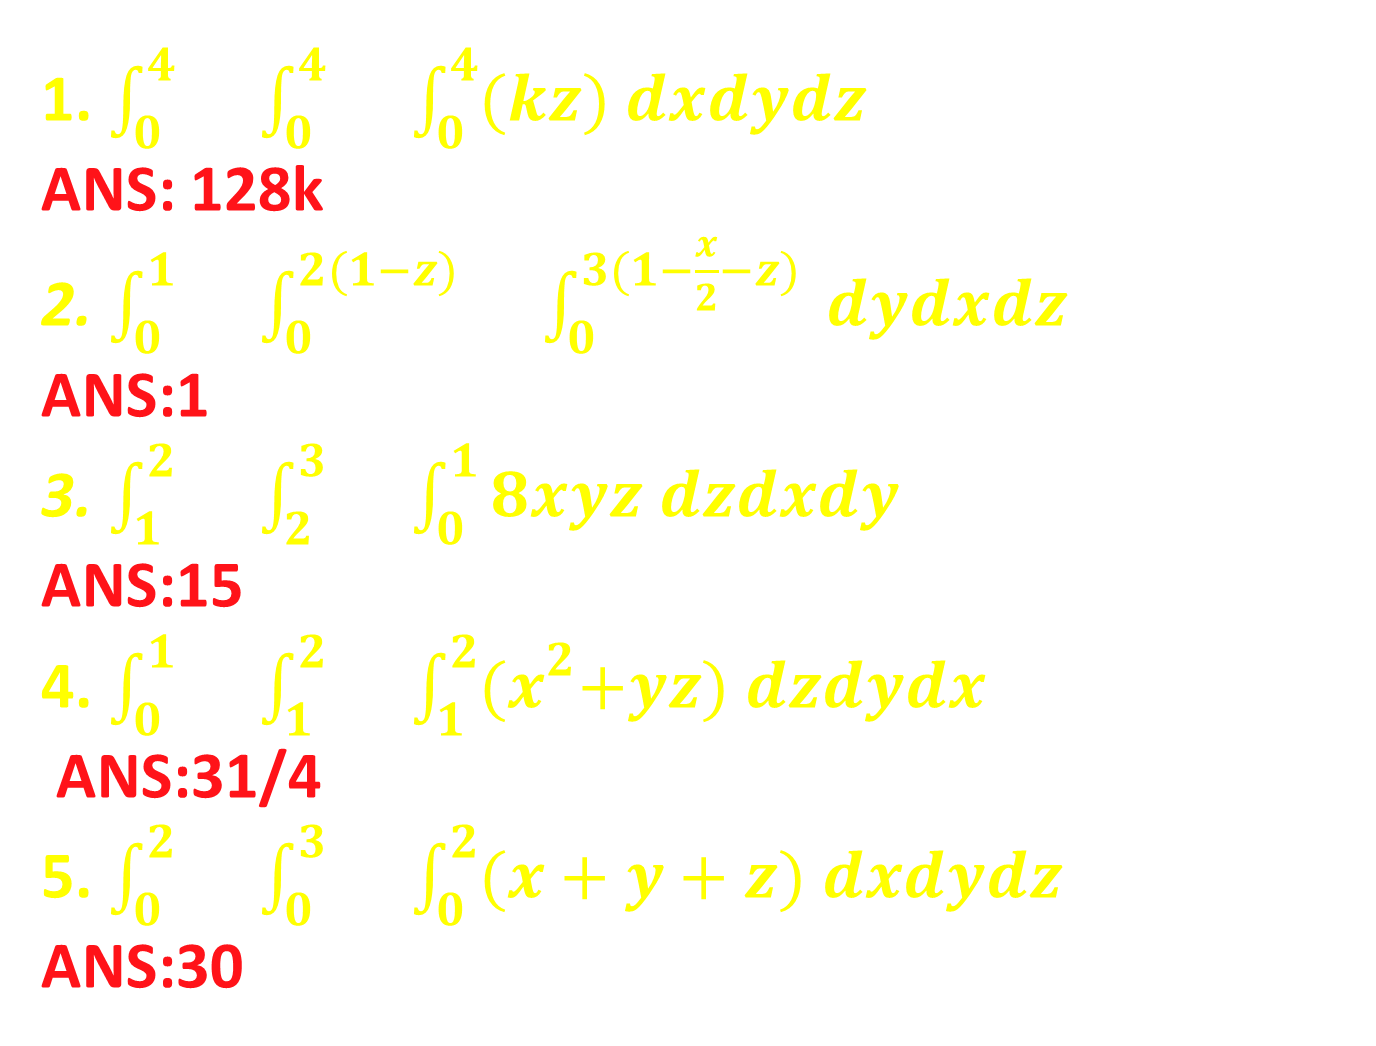 1. ∫₀⁴ ∫₀⁴ ∫₀⁴(kz) dxdydz
ANS: 128k
2. ∫₀¹ ∫₀^{2(1−z)} ∫₀^{3(1−\frac{x}{2}−z)} dydxdz
ANS:1
3. ∫₁² ∫₂³ ∫₀¹ 8xyz dzdxdy
ANS:15
4. ∫₀¹ ∫₁² ∫₁²(x²+yz) dzdydx
ANS:31/4
5. ∫₀² ∫₀³ ∫₀²(x + y + z) dxdydz
ANS:30